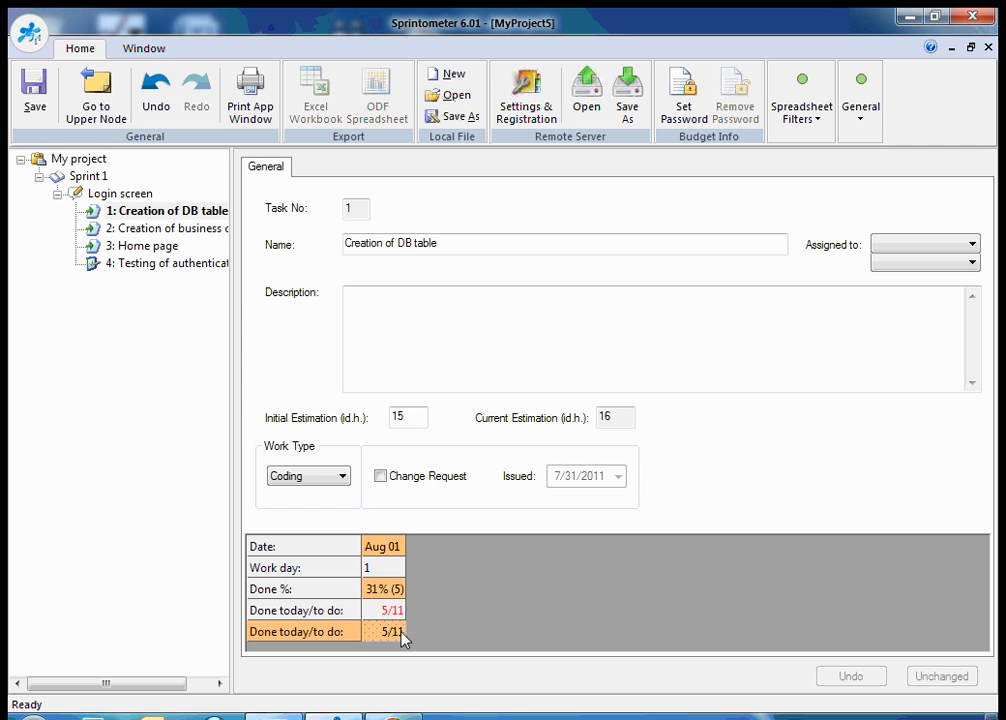 Sprintometer 6.01 - [MyProject5]
Home
Window
Save
Go to
Upper Node
Undo
Redo
Print App
Window
Excel
Workbook
ODF
Spreadsheet
New
Open
Save As
Settings &
Registration
Open
Save
As
Set
Password
Remove
Password
Spreadsheet
Filters
General
General
Export
Local File
Remote Server
Budget Info
My project
Sprint 1
Login screen
1: Creation of DB table
2: Creation of business c
3: Home page
4: Testing of authenticat
General
Task No:
1
Name:
Creation of DB table
Assigned to:
Description:
Initial Estimation (id.h.):
15
Current Estimation (id.h.):
16
Work Type
Coding
Change Request
Issued:
7/31/2011
Date:
Aug 01
Work day:
1
Done %:
31% (5)
Done today/to do:
5/11
Done today/to do:
5/11
Undo
Unchanged
Ready